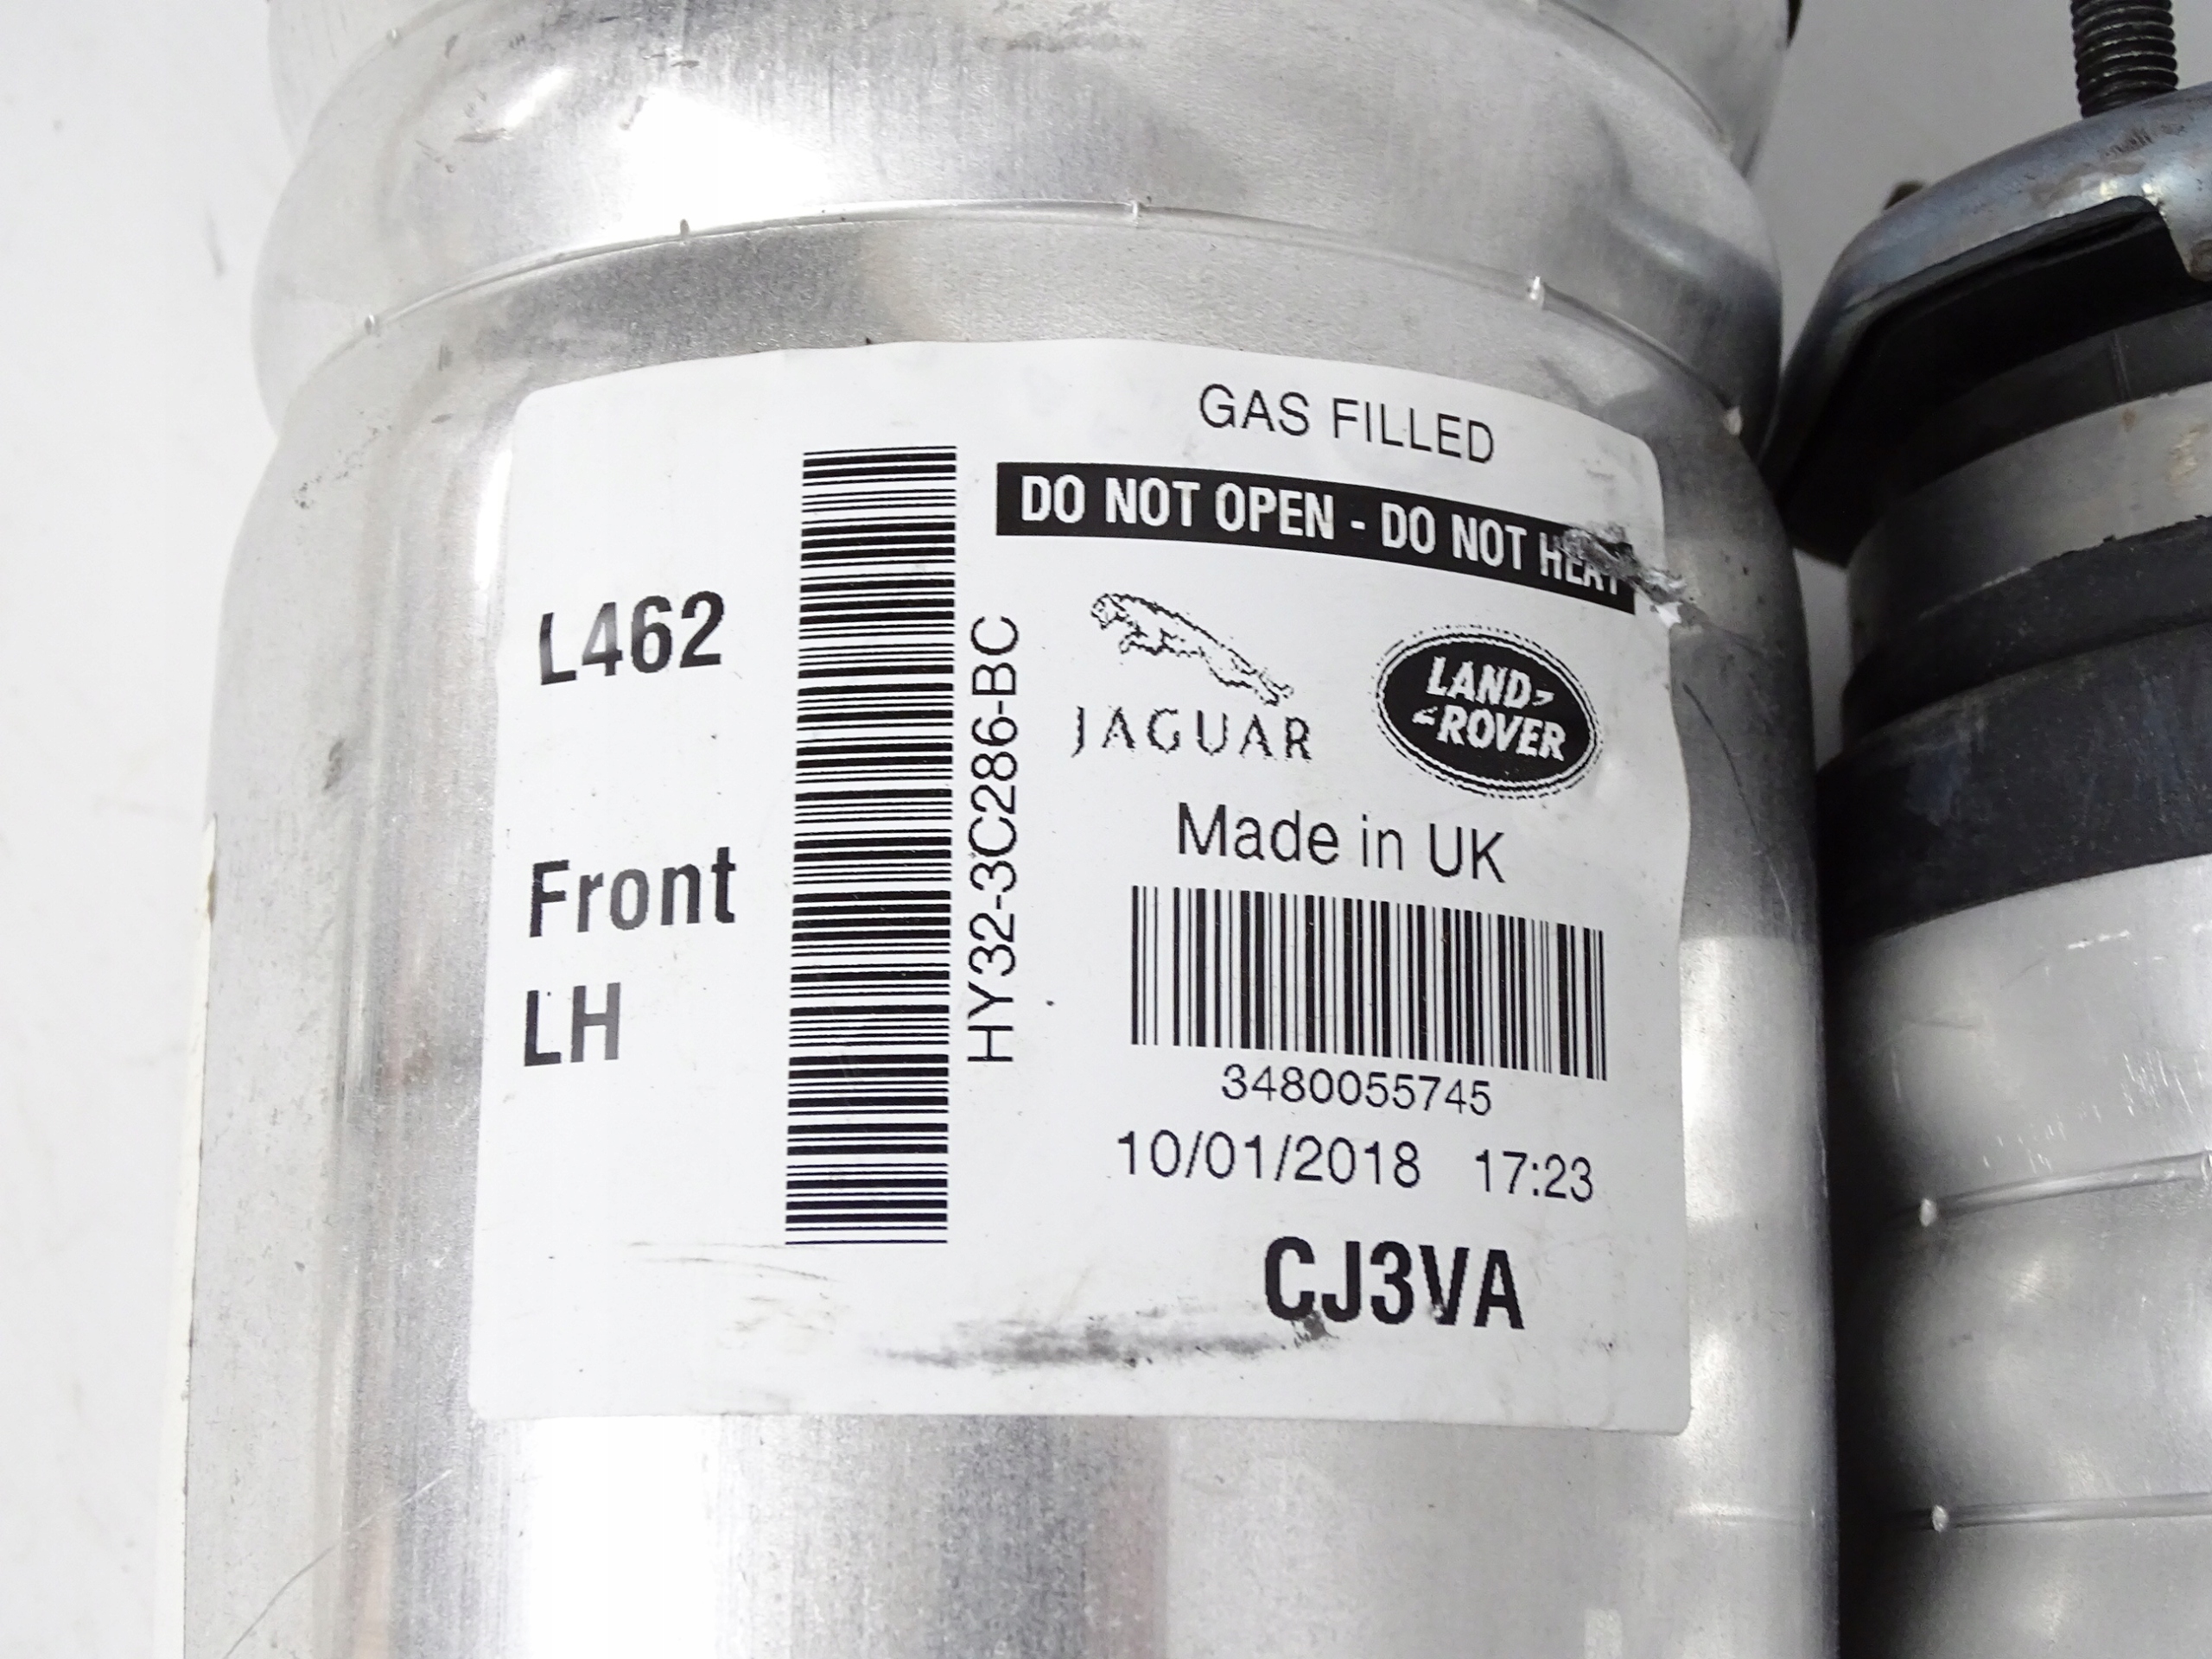 GAS FILLED
DO NOT OPEN - DO NOT HEAT
L462
Front
LH
HY32-3C286-BC
JAGUAR
LAND
ROVER
Made in UK
3480055745
10/01/2018 17:23
CJ3VA